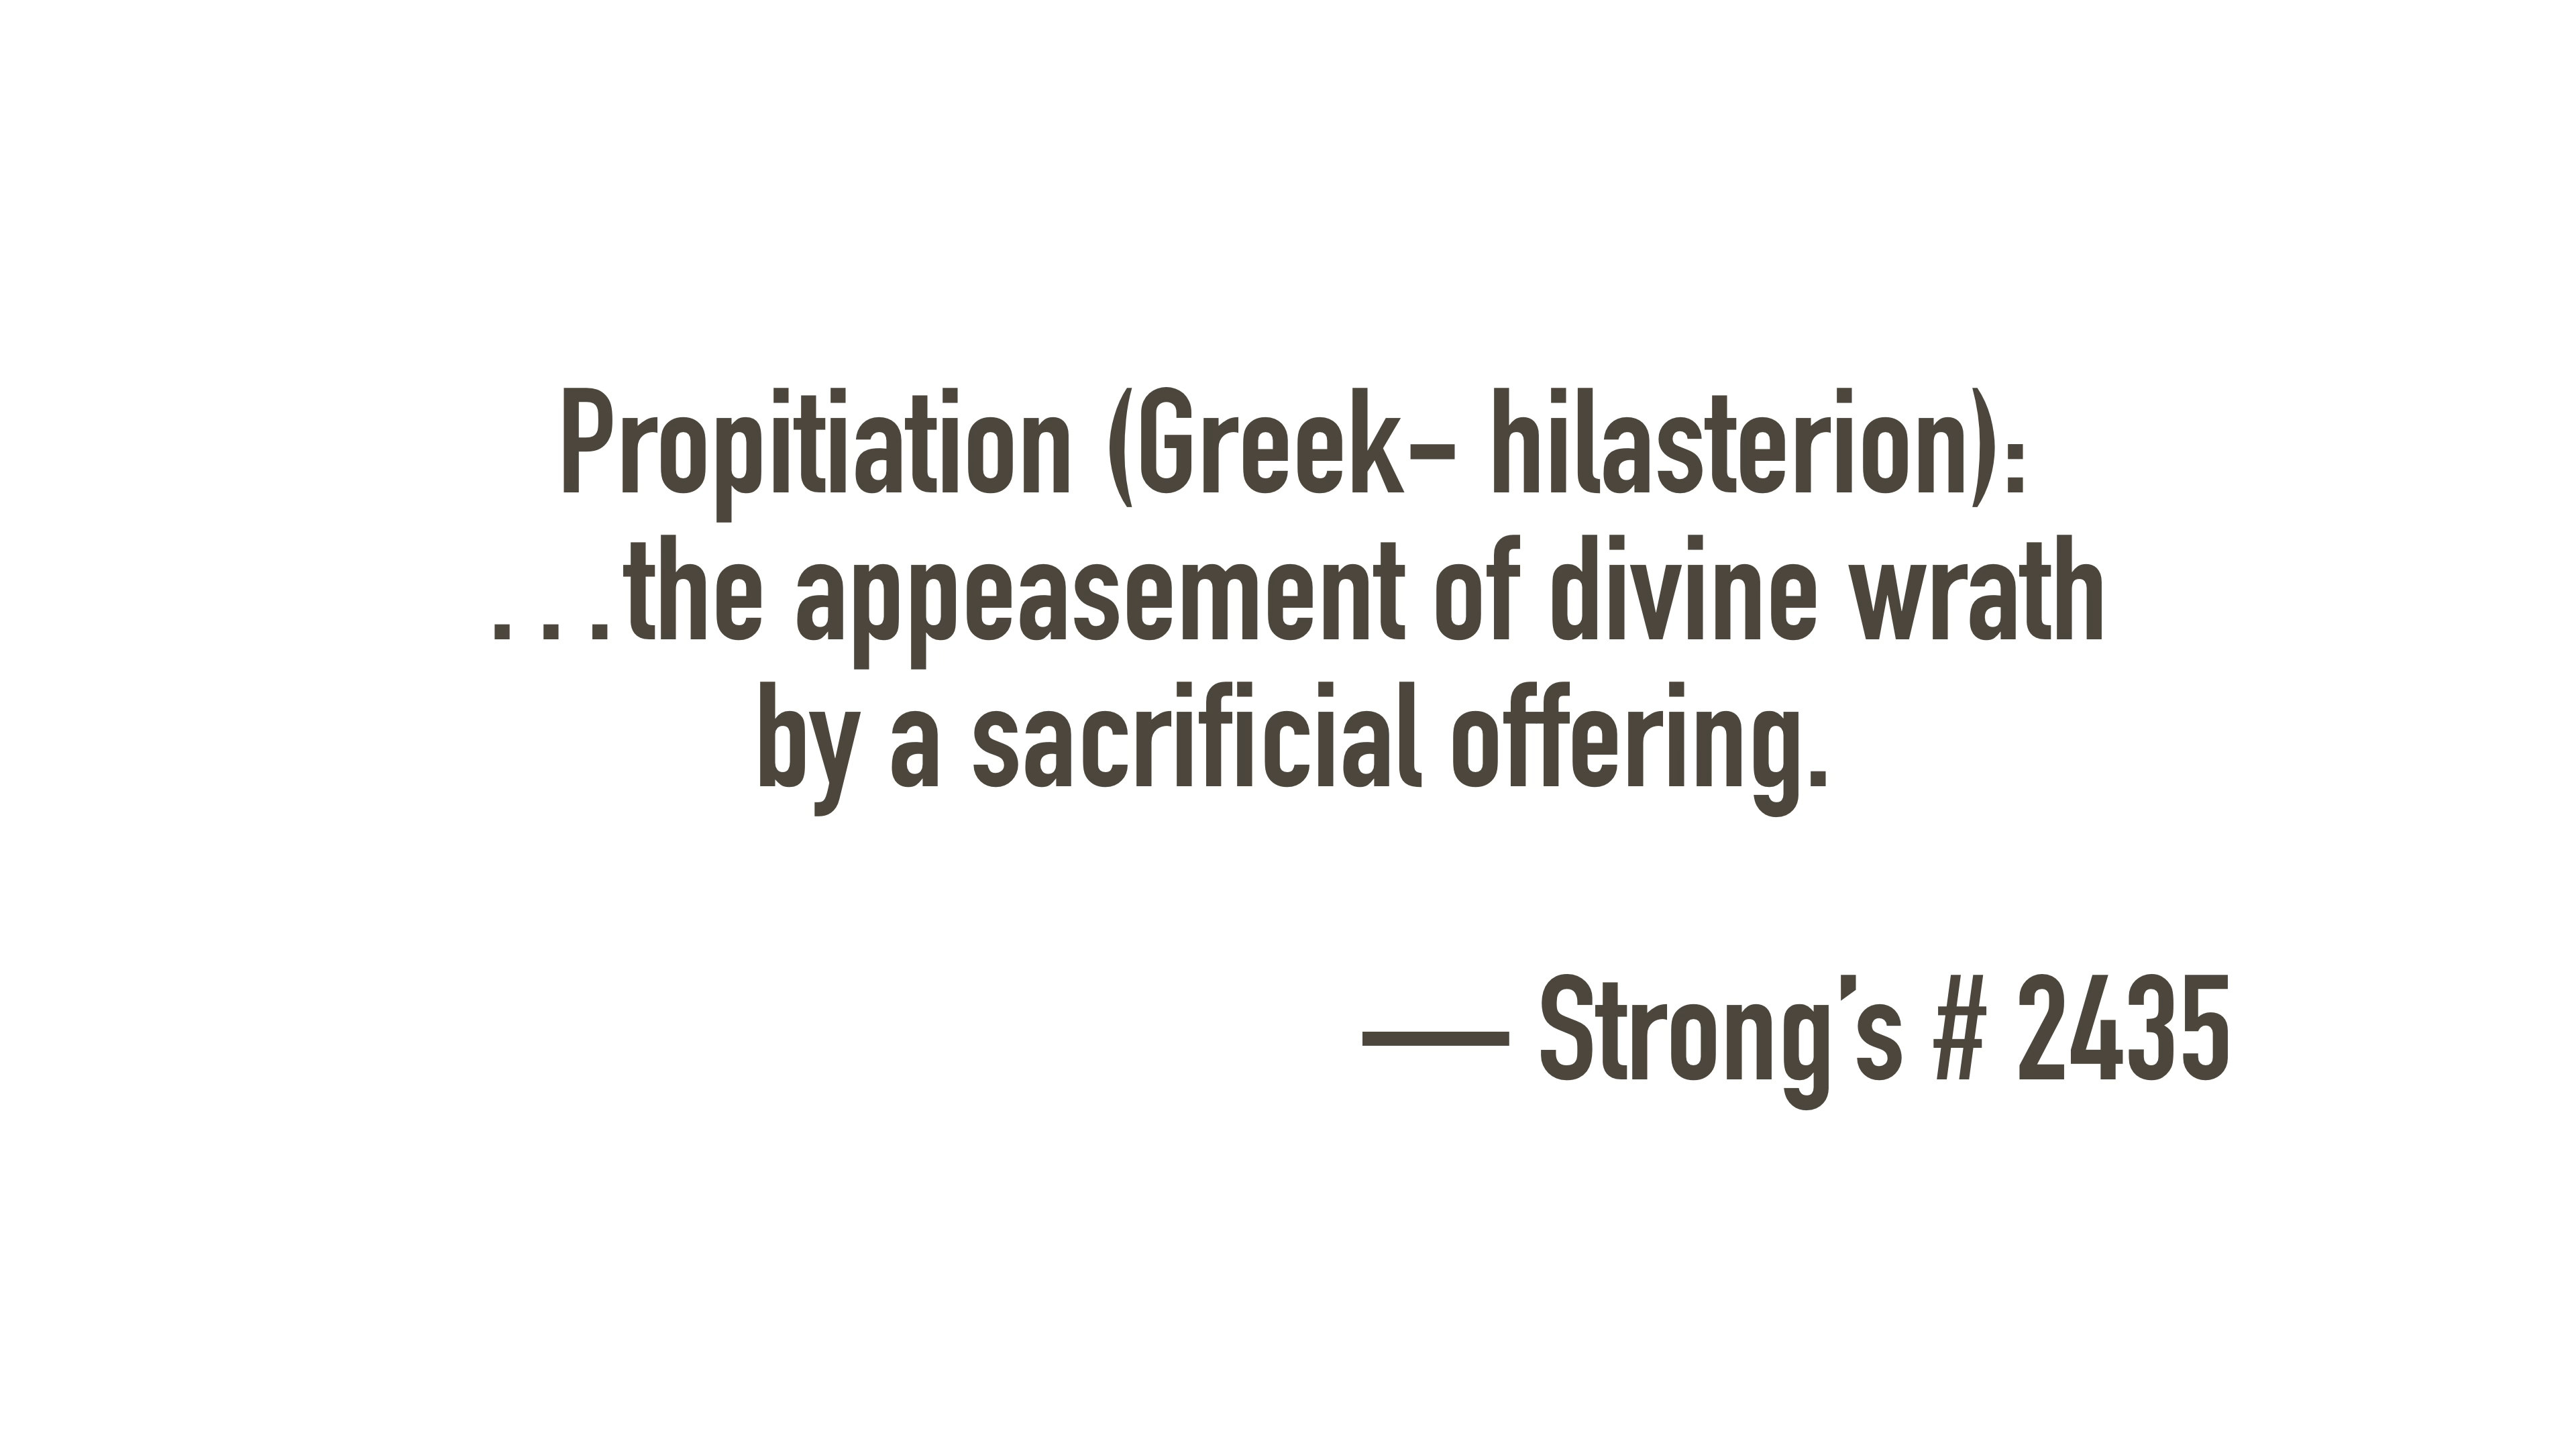 Propitiation (Greek– hilasterion):
. . .the appeasement of divine wrath
by a sacrificial offering.
— Strong’s # 2435